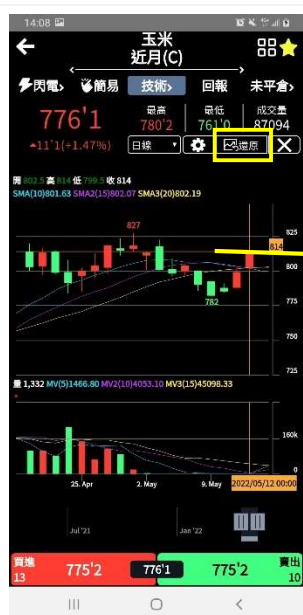 14:08
玉米
近月(C)
閃電› 簡易 技術› 回報 未平倉›
776'1 最高 780'2 最低 761'0 成交量 87094
▲11'1(+1.47%) 日線 還原 X
開 802.5 高 814 低 799.5 收 814
SMA(10)801.63 SMA2(15)802.07 SMA3(20)802.19
827
825
814
800
782
775
750
725
量 1,332 MV(5)1466.80 MV2(10)4053.10 MV3(15)45098.33
160k
0
25. Apr 2. May 9. May 2022/05/12 00:00
Jul '21 Jan '22
買進 13 775'2 776'1 775'2 賣出 10